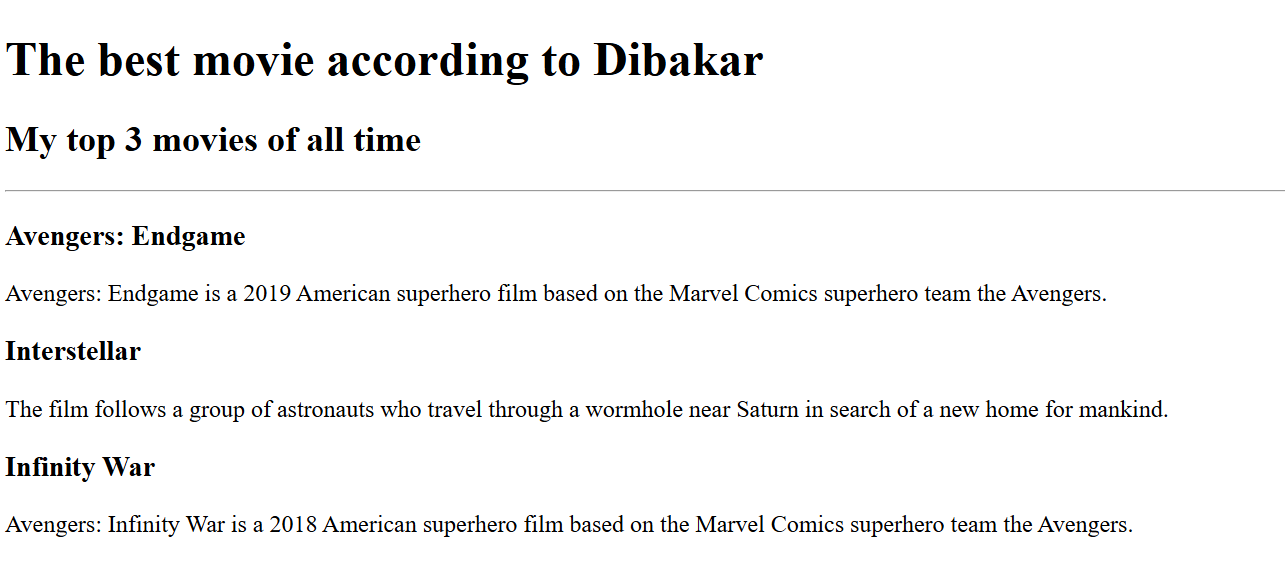 The best movie according to Dibakar
My top 3 movies of all time
Avengers: Endgame
Avengers: Endgame is a 2019 American superhero film based on the Marvel Comics superhero team the Avengers.
Interstellar
The film follows a group of astronauts who travel through a wormhole near Saturn in search of a new home for mankind.
Infinity War
Avengers: Infinity War is a 2018 American superhero film based on the Marvel Comics superhero team the Avengers.